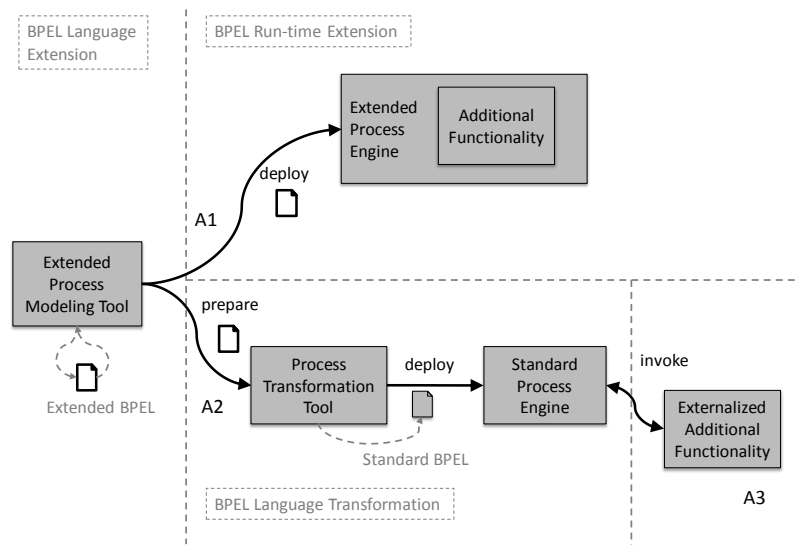 BPEL Language
Extension
BPEL Run-time Extension
Extended
Process
Engine
Additional
Functionality
deploy
A1
Extended
Process
Modeling Tool
Extended BPEL
prepare
A2
Process
Transformation
Tool
deploy
Standard BPEL
Standard
Process
Engine
invoke
Externalized
Additional
Functionality
A3
BPEL Language Transformation